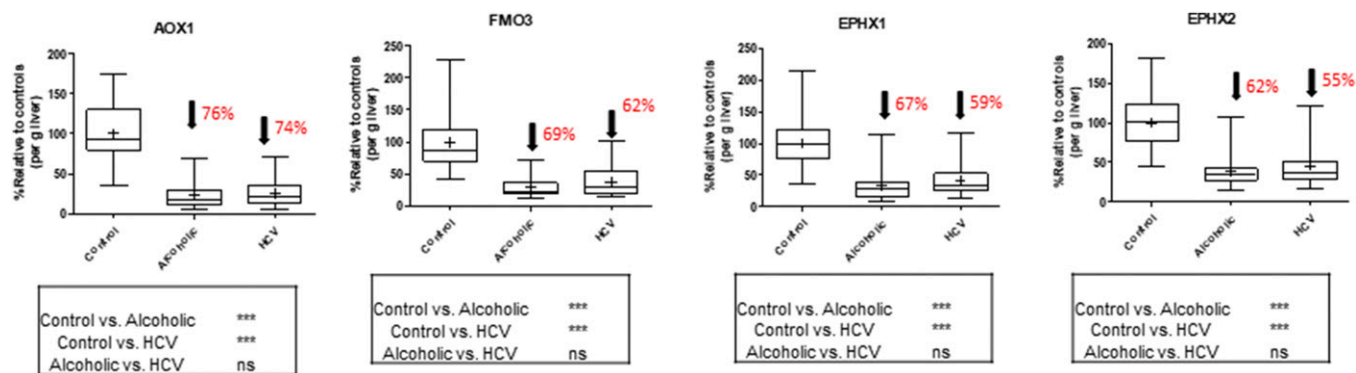 AOX1
%Relative to controls
(per g liver)
200
150
100
50
0
76%
74%
Control
Alcoholic
HCV
Control vs. Alcoholic ***
Control vs. HCV ***
Alcoholic vs. HCV ns
FMO3
%Relative to controls
(per g liver)
250
200
150
100
50
0
69%
62%
Control
Alcoholic
HCV
Control vs. Alcoholic ***
Control vs. HCV ***
Alcoholic vs. HCV ns
EPHX1
%Relative to controls
(per g liver)
250
200
150
100
50
0
67%
59%
Control
Alcoholic
HCV
Control vs. Alcoholic ***
Control vs. HCV ***
Alcoholic vs. HCV ns
EPHX2
%Relative to controls
(per g liver)
200
150
100
50
0
62%
55%
Control
Alcoholic
HCV
Control vs. Alcoholic ***
Control vs. HCV ***
Alcoholic vs. HCV ns